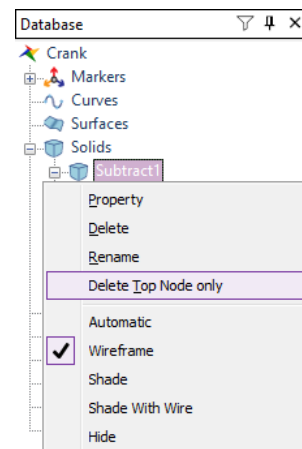 Database
Crank
Markers
Curves
Surfaces
Solids
Subtract1
Property
Delete
Rename
Delete Top Node only
Automatic
Wireframe
Shade
Shade With Wire
Hide